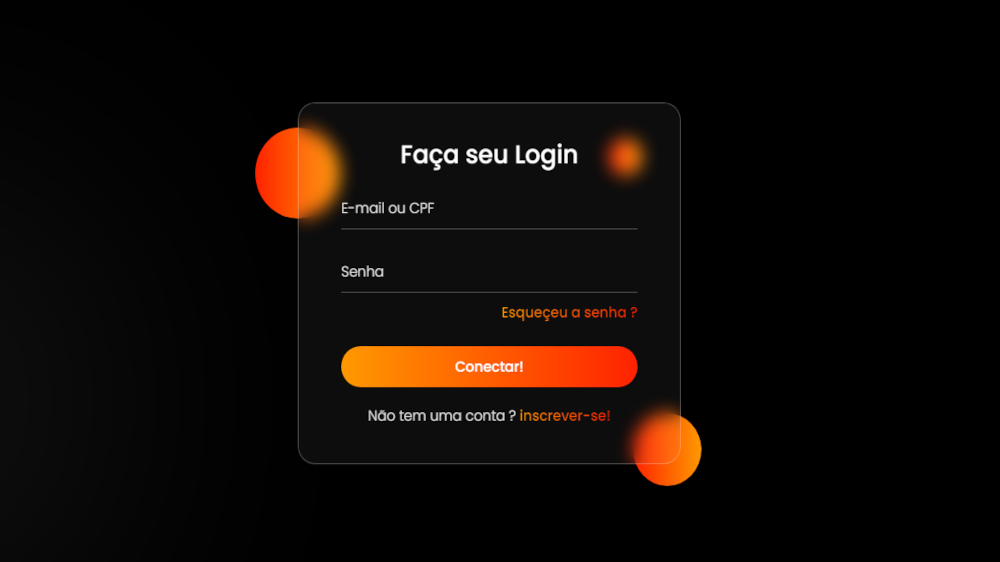 Faça seu Login
E-mail ou CPF
Senha
Esqueçeu a senha ?
Conectar!
Não tem uma conta ? inscrever-se!